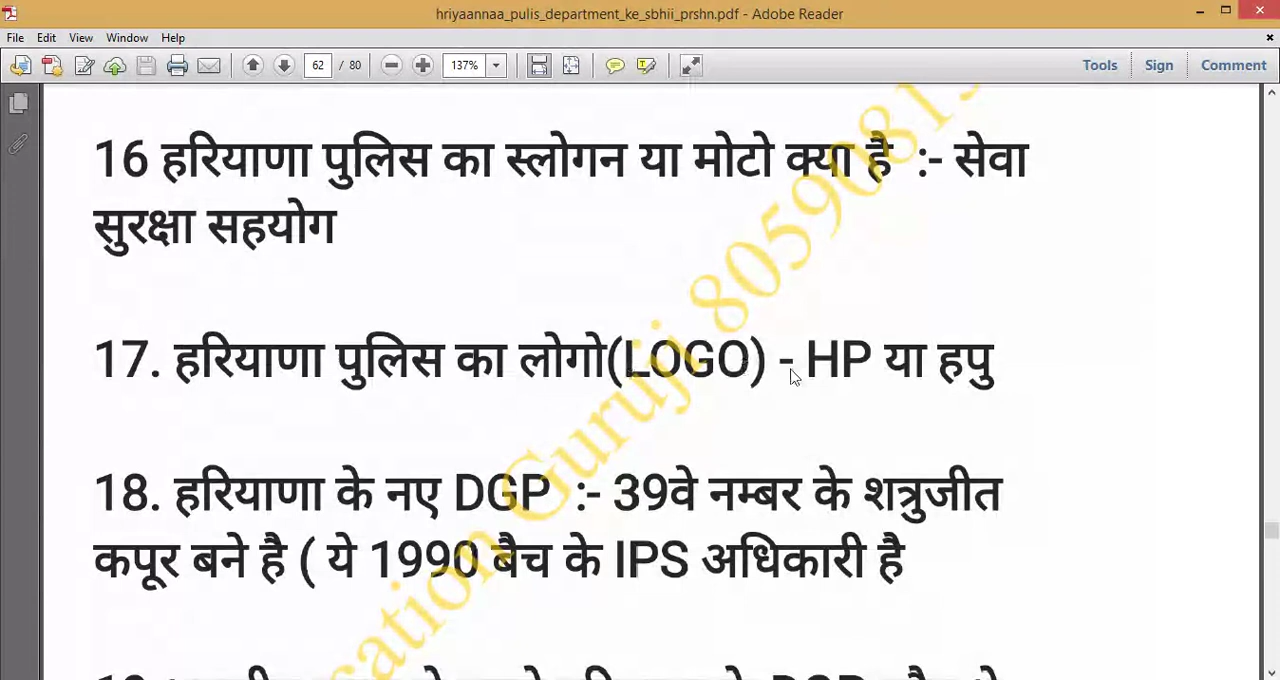 hriyaannaa_pulis_department_ke_sbhii_prshn.pdf - Adobe Reader
File Edit View Window Help
62 / 80 137% Tools Sign Comment
16 हरियाणा पुलिस का स्लोगन या मोटो क्या है :- सेवा
सुरक्षा सहयोग
17. हरियाणा पुलिस का लोगो(LOGO) - HP या हपु
18. हरियाणा के नए DGP :- 39वे नम्बर के शत्रुजीत
कपूर बने है ( ये 1990 बैच के IPS अधिकारी है
Guruji 805908